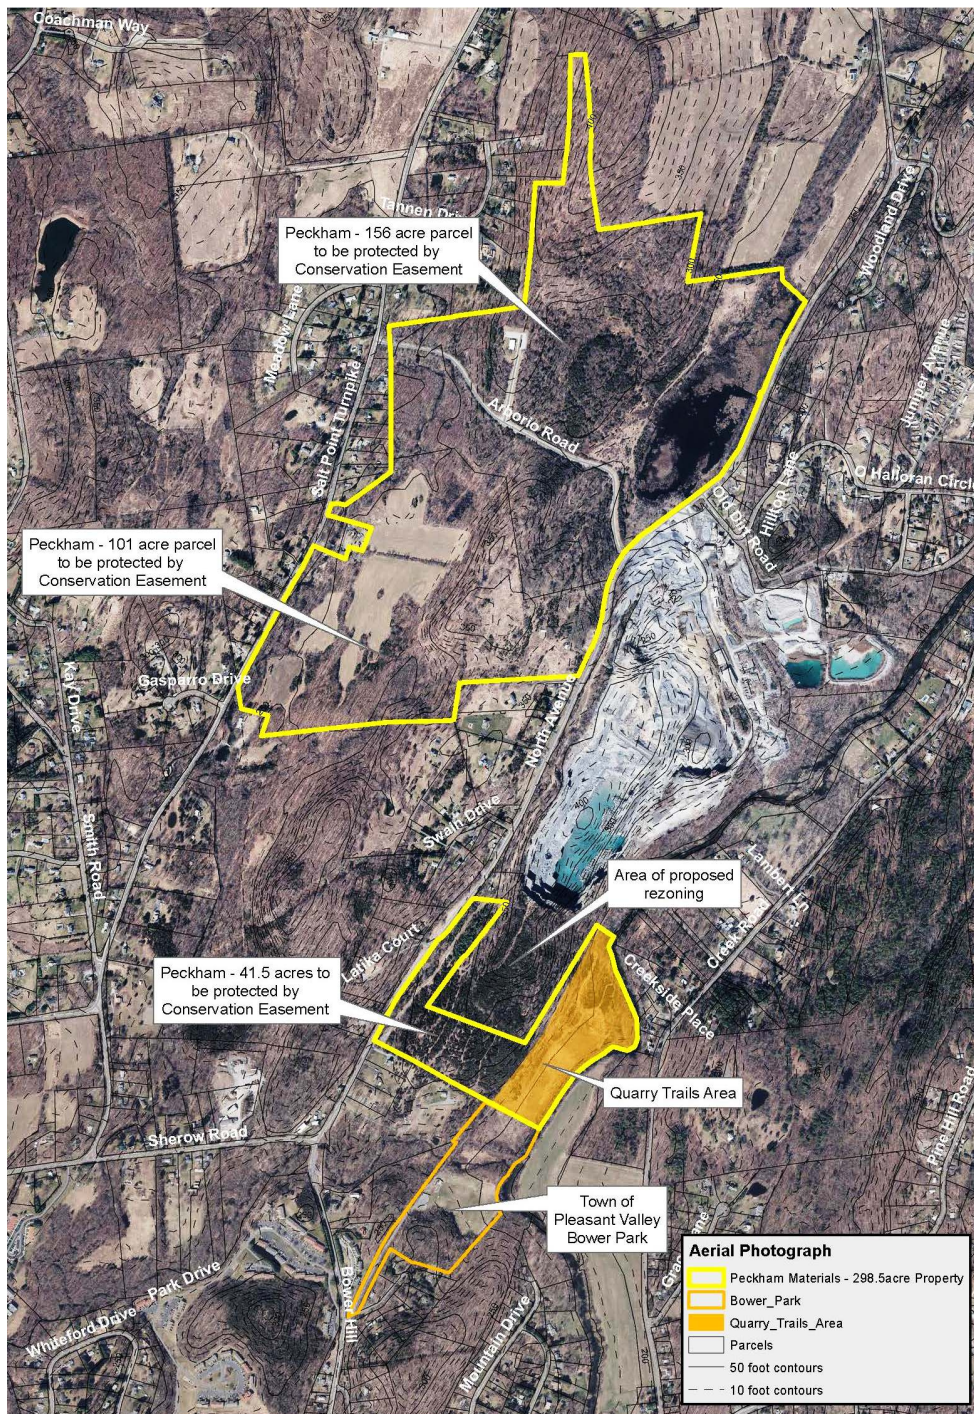 Coachman Way
Woodland Drive
Tannen Drive
Peckham - 156 acre parcel
to be protected by
Conservation Easement
Meadow Lane
Juniper Avenue
Salt Point Turnpike
Arborio Road
Hilltop Lane
O Halloran Circle
Old Dirt Road
Peckham - 101 acre parcel
to be protected by
Conservation Easement
Gasparro Drive
Kay Drive
North Avenue
Swain Drive
Smith Road
Area of proposed
rezoning
Lambert Ln
Creek Road
Latika Court
Peckham - 41.5 acres to
be protected by
Conservation Easement
Creekside Place
Quarry Trails Area
Pine Hill Road
Sherow Road
Town of
Pleasant Valley
Bower Park
Park Drive
Whiteford Drive
Bower Hill
Mountain Drive
Aerial Photograph
Peckham Materials - 298.5acre Property
Bower_Park
Quarry_Trails_Area
Parcels
50 foot contours
10 foot contours